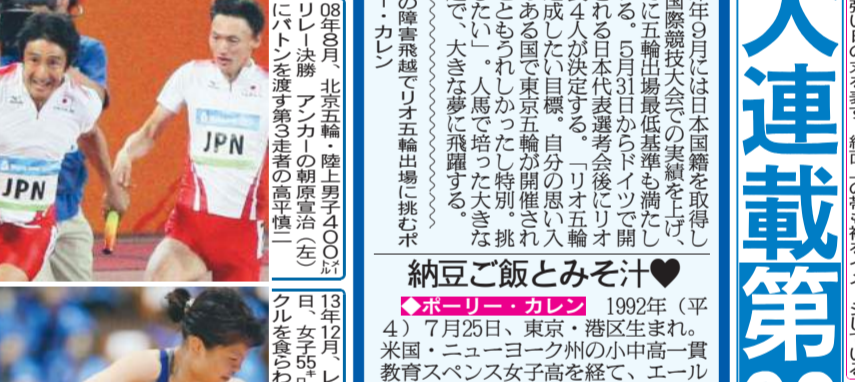 人連載第
年９月には日本国籍を取得し
国際競技大会での実績を上げ、
に五輪出場最低基準も満たし
る。５月31日からドイツで開
れる日本代表選考会後にリオ
４人が決定する。「リオ五輪
成したい目標。自分の思い入
ある国で東京五輪が開催され
ともうれしかったし特別。挑
たい」。人馬で培った大きな
で、大きな夢に飛躍する。
の障害飛越でリオ五輪出場に挑むポ
ー・カレン
納豆ご飯とみそ汁♥
◆ポーリー・カレン　1992年（平
４）７月25日、東京・港区生まれ。
米国・ニューヨーク州の小中高一貫
教育スペンス女子高を経て、エール
08年８月、北京五輪・陸上男子４００㍍
リレー決勝　アンカーの朝原宣治（左）
にバトンを渡す第３走者の高平慎二
13年12月、レ
日、女子55㌔
クルを食らわ
JPN
JPN